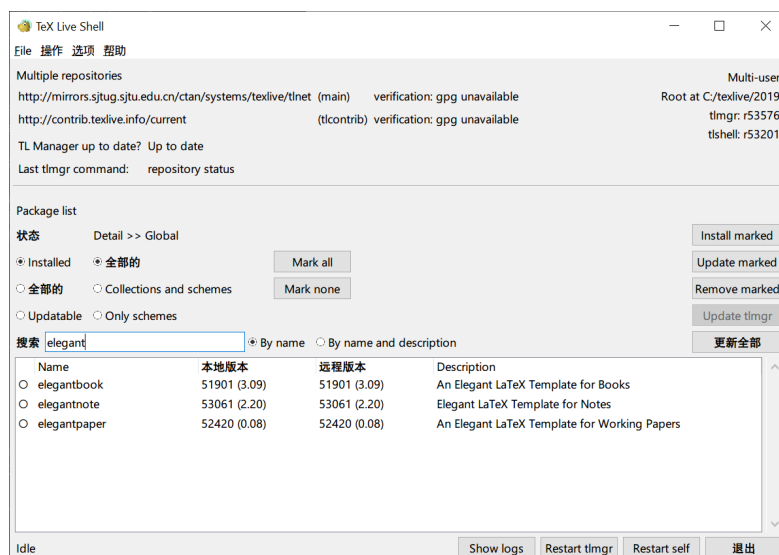 TeX Live Shell
File 操作 选项 帮助
Multiple repositories
Multi-user
http://mirrors.sjtug.sjtu.edu.cn/ctan/systems/texlive/tlnet (main) verification: gpg unavailable
Root at C:/texlive/2019
tlmgr: r53576
http://contrib.texlive.info/current (tlcontrib) verification: gpg unavailable
tlshell: r53201
TL Manager up to date? Up to date
Last tlmgr command: repository status
Package list
状态 Detail >> Global Install marked
Installed 全部的 Mark all Update marked
全部的 Collections and schemes Mark none Remove marked
Updatable Only schemes Update tlmgr
搜索 elegant By name By name and description 更新全部
Name 本地版本 远程版本 Description
elegantbook 51901 (3.09) 51901 (3.09) An Elegant LaTeX Template for Books
elegantnote 53061 (2.20) 53061 (2.20) Elegant LaTeX Template for Notes
elegantpaper 52420 (0.08) 52420 (0.08) An Elegant LaTeX Template for Working Papers
Idle Show logs Restart tlmgr Restart self 退出